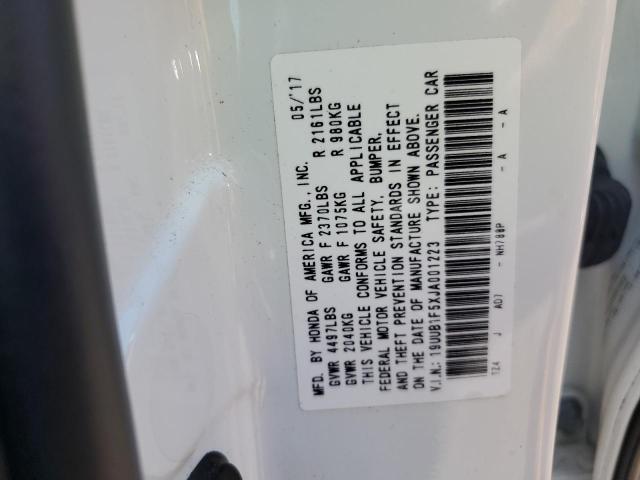 MFD. BY HONDA OF AMERICA MFG., INC. 05/'17
GVWR 4497LBS GAWR F 2370LBS R 2161LBS
GVWR 2040KG GAWR F 1075KG R 980KG
THIS VEHICLE CONFORMS TO ALL APPLICABLE
FEDERAL MOTOR VEHICLE SAFETY, BUMPER,
AND THEFT PREVENTION STANDARDS IN EFFECT
ON THE DATE OF MANUFACTURE SHOWN ABOVE.
V.I.N.: 19UUB1F5XJA001223 TYPE: PASSENGER CAR
TZ4 J AD7 - NH788P - A - A